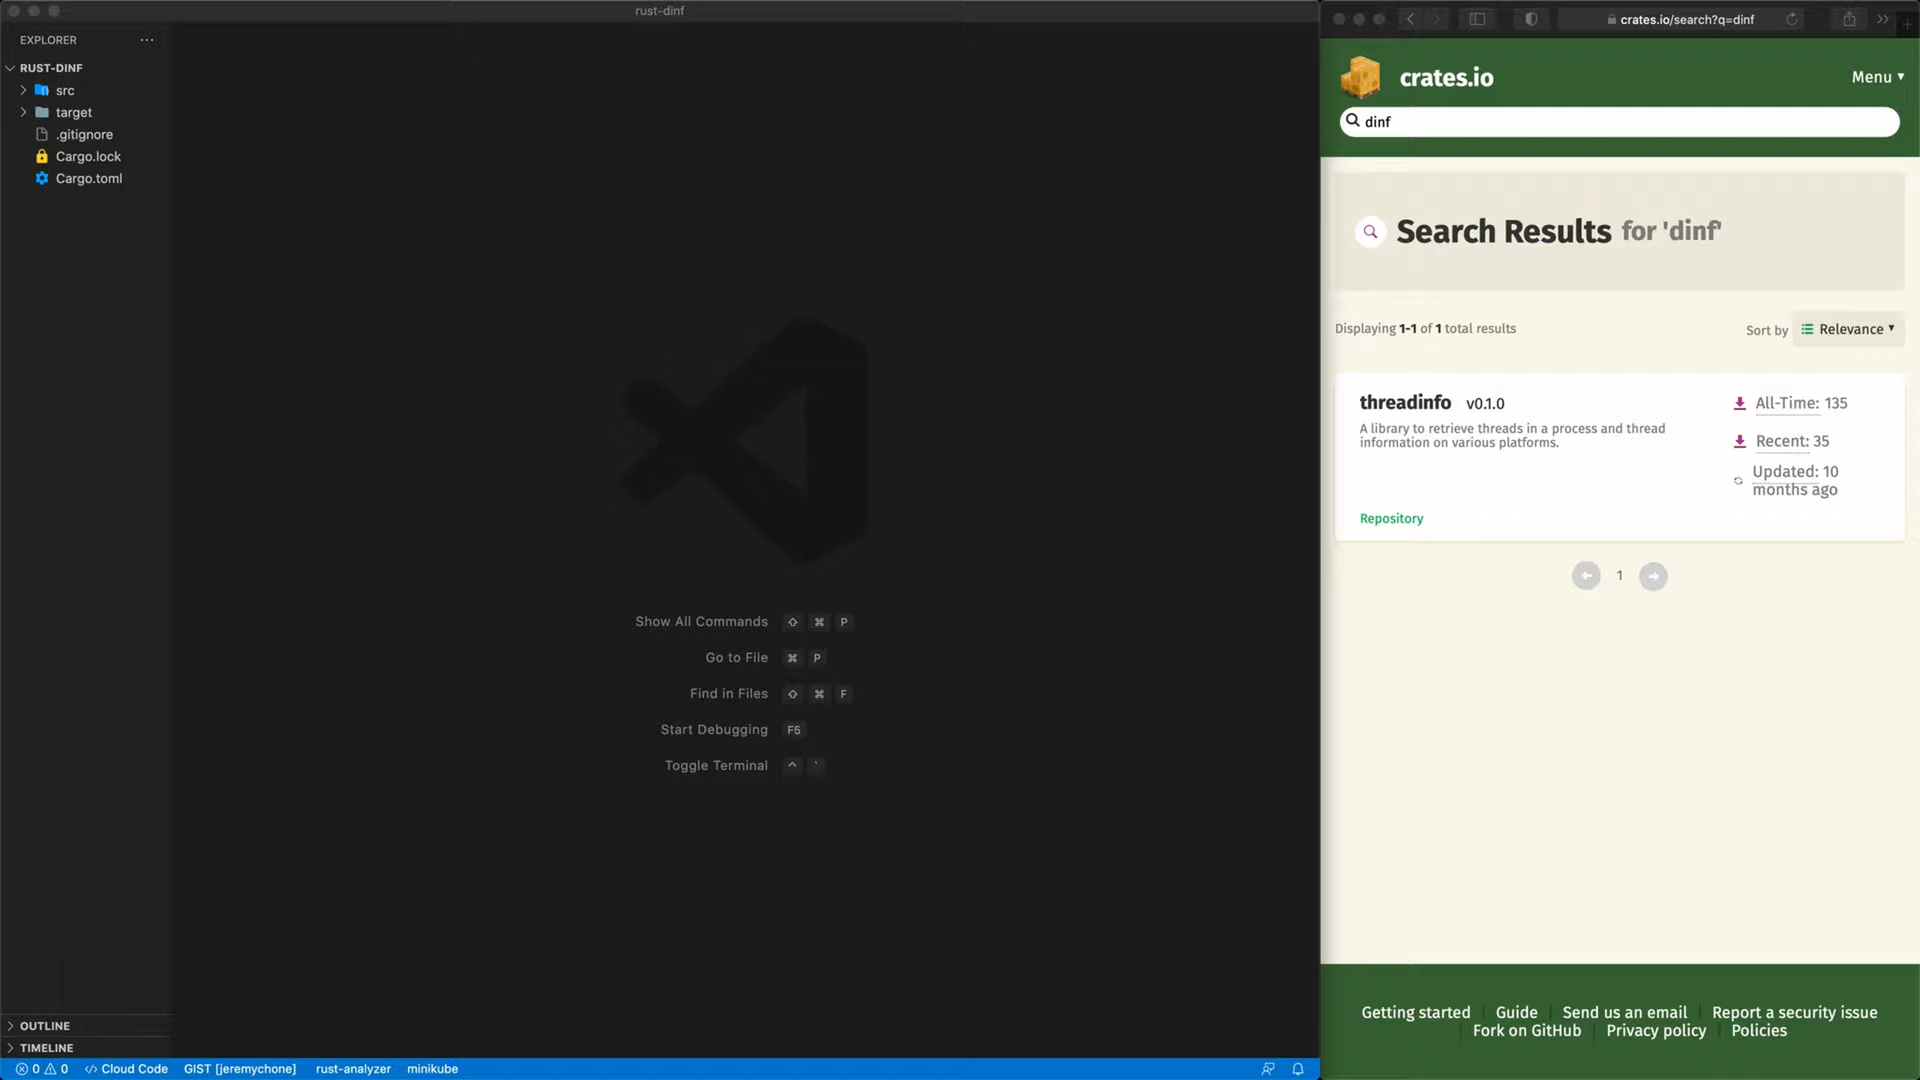 rust-dinf
EXPLORER
RUST-DINF
src
target
.gitignore
Cargo.lock
Cargo.toml
Show All Commands ⇧ ⌘ P
Go to File ⌘ P
Find in Files ⇧ ⌘ F
Start Debugging F5
Toggle Terminal ^ `
OUTLINE
TIMELINE
0 0 Cloud Code GIST [jeremychone] rust-analyzer minikube
crates.io/search?q=dinf
crates.io
Menu
dinf
Search Results for 'dinf'
Displaying 1-1 of 1 total results
Sort by Relevance
threadinfo v0.1.0
A library to retrieve threads in a process and thread
information on various platforms.
Repository
All-Time: 135
Recent: 35
Updated: 10
months ago
1
Getting started Guide Send us an email Report a security issue
Fork on GitHub Privacy policy Policies